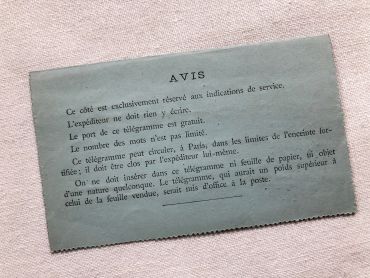 AVIS
Ce côté est exclusivement réservé aux indications de service.
L'expéditeur ne doit rien y écrire.
Le port de ce télégramme est gratuit.
Le nombre des mots n'est pas limité.
Ce télégramme peut circuler, à Paris, dans les limites, de l'enceinte for-
tifiée; il doit être clos par l'expéditeur lui-même.
On ne doit insérer dans ce télégramme ni feuille de papier, ni objet
d'une nature quelconque. Le télégramme, qui aurait un poids supérieur à
celui de la feuille vendue, serait mis d'office à la poste.